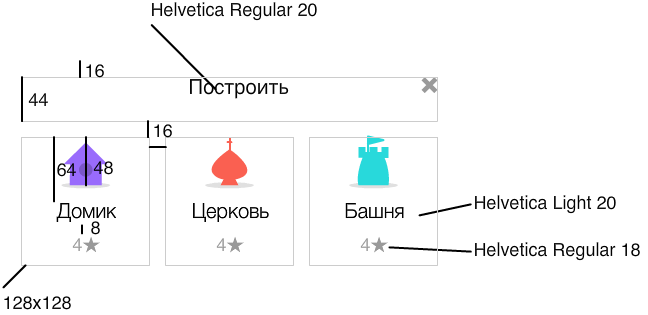 Helvetica Regular 20
16
Построить
44
16
64 48
Домик Церковь Башня
Helvetica Light 20
8
4★ 4★ 4★
Helvetica Regular 18
128x128